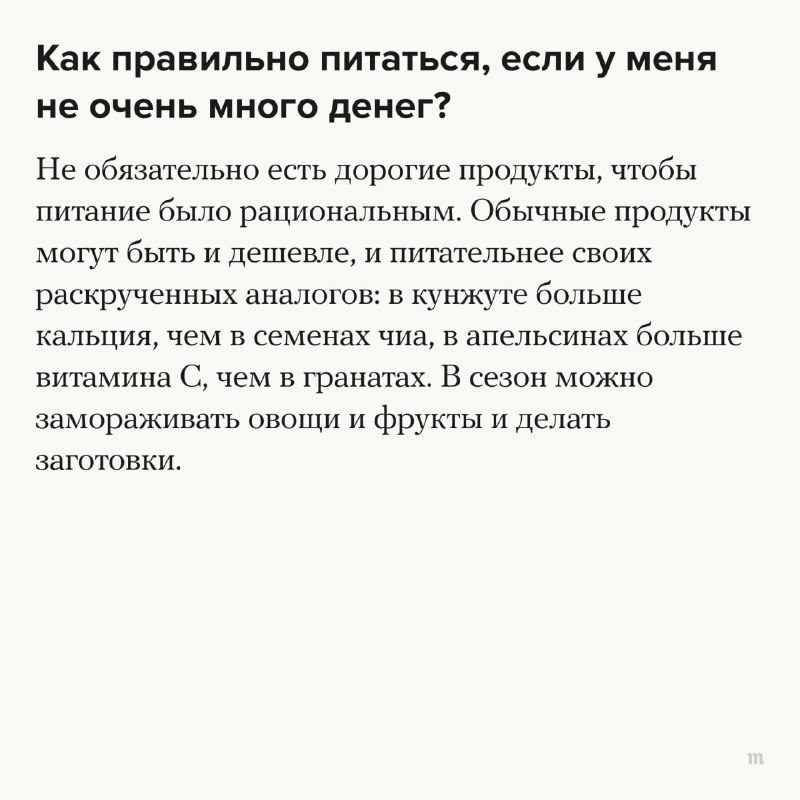 Как правильно питаться, если у меня
не очень много денег?
Не обязательно есть дорогие продукты, чтобы
питание было рациональным. Обычные продукты
могут быть и дешевле, и питательнее своих
раскрученных аналогов: в кунжуте больше
кальция, чем в семенах чиа, в апельсинах больше
витамина C, чем в гранатах. В сезон можно
замораживать овощи и фрукты и делать
заготовки.
m